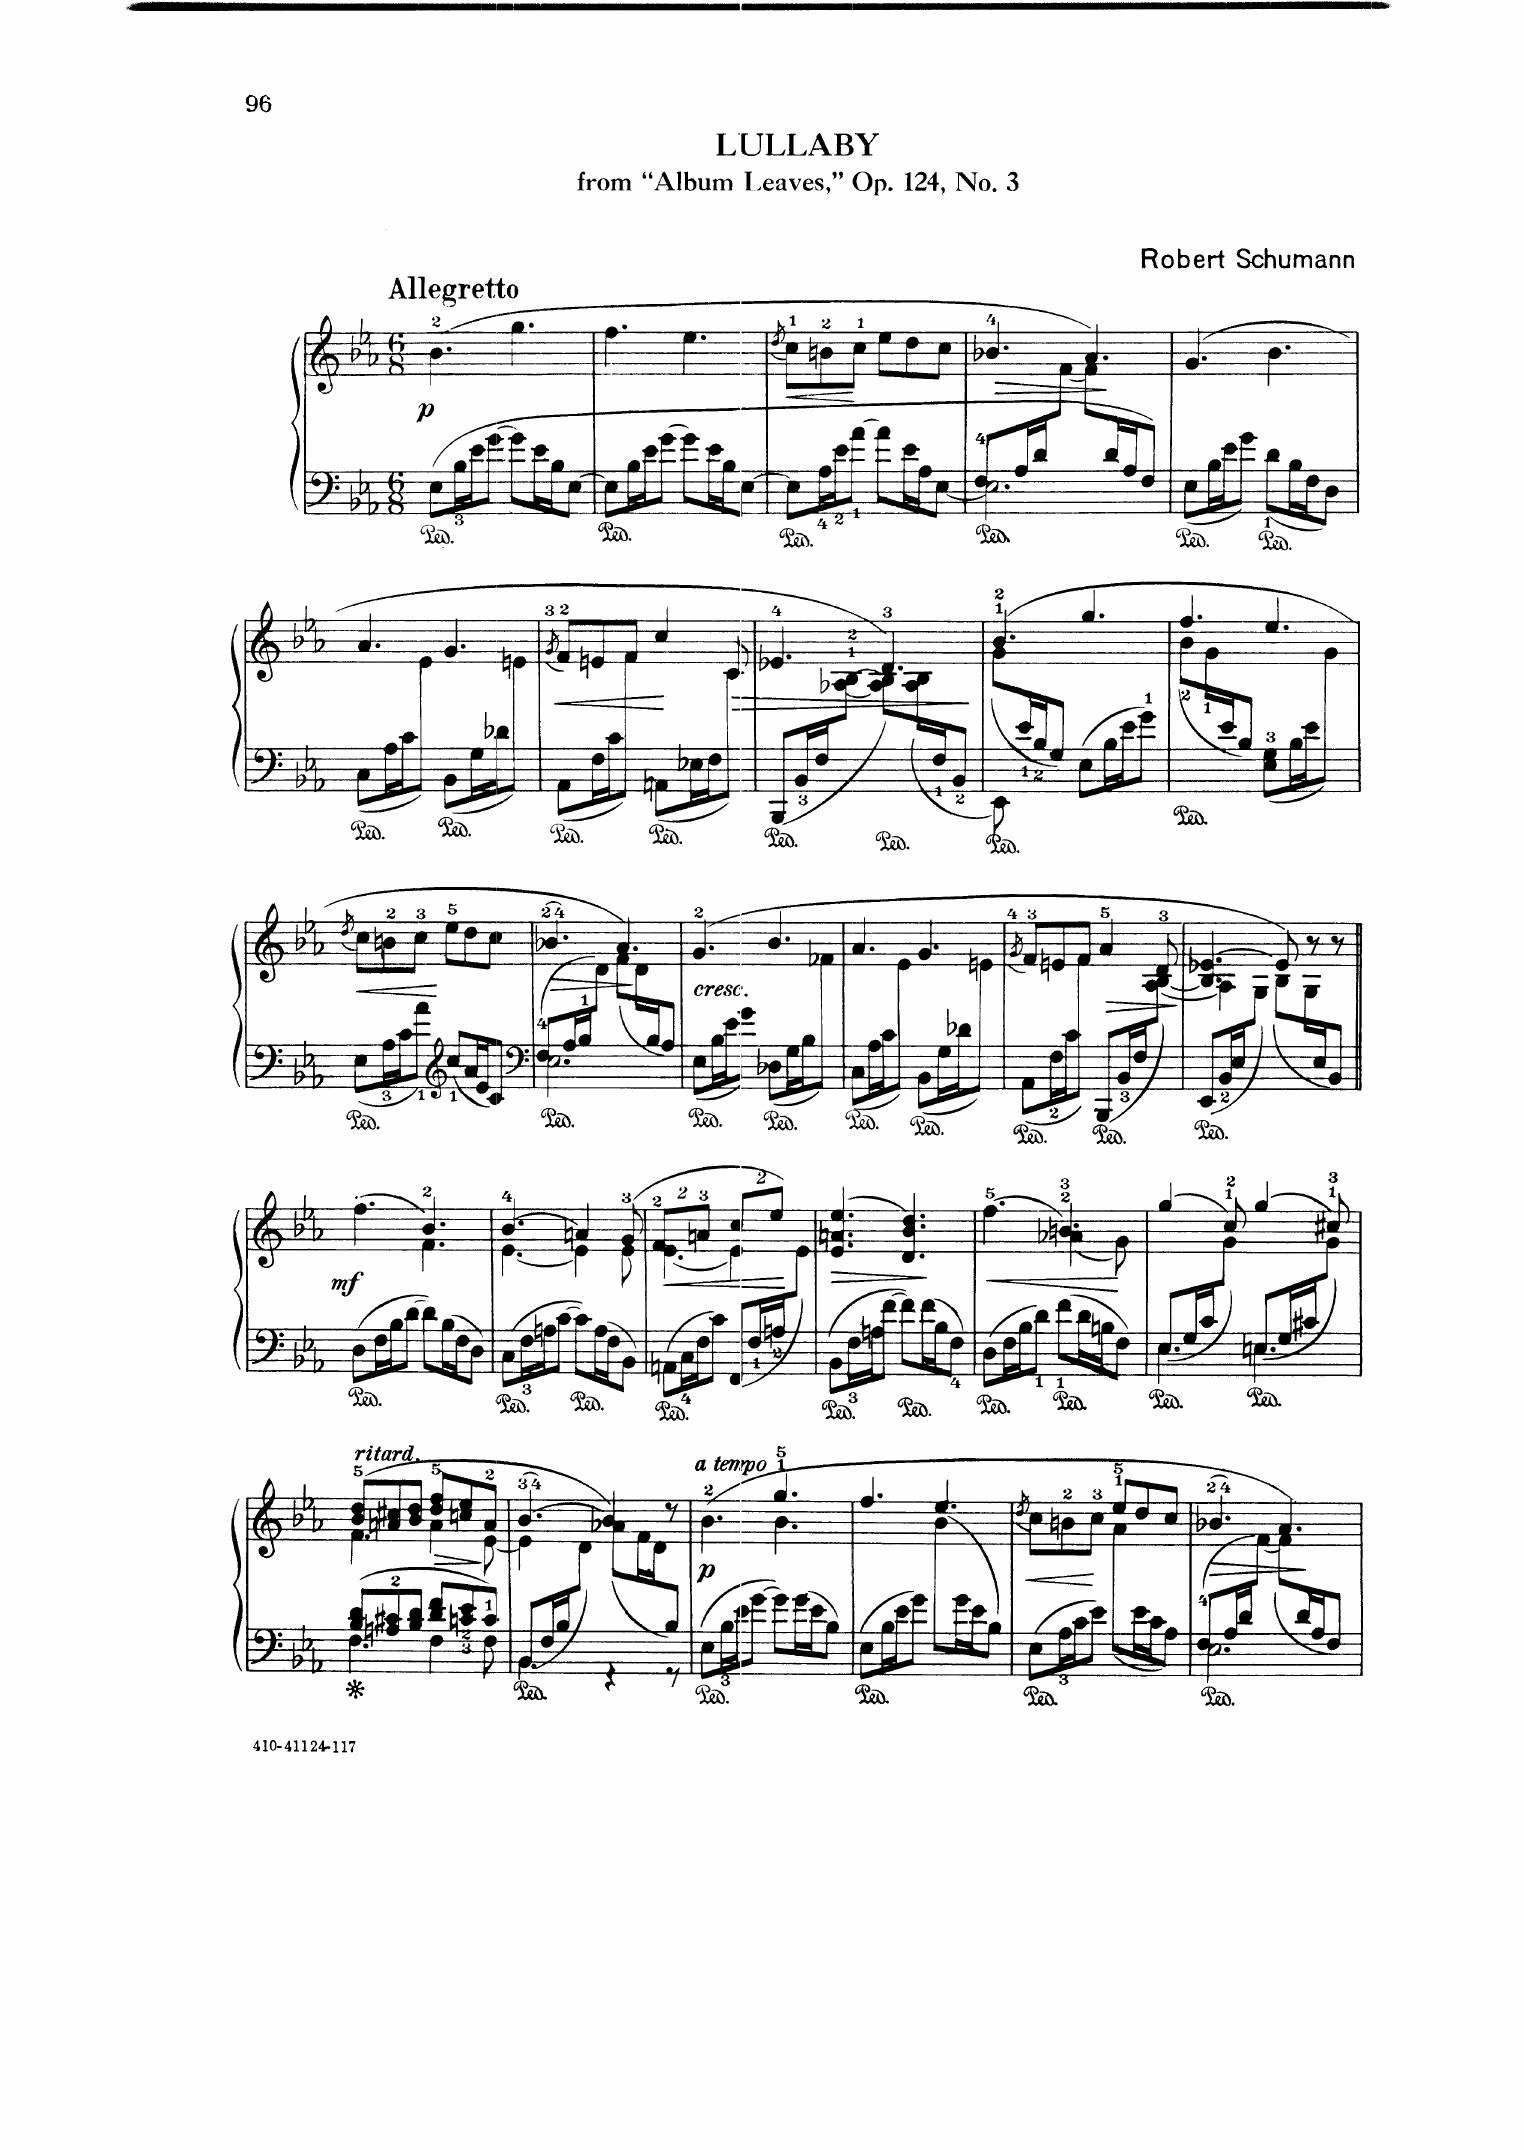 96
LULLABY
from “Album Leaves,” Op. 124, No. 3
Robert Schumann
Allegretto
p
cresc.
mf
ritard.
a tempo
p
410-41124-117